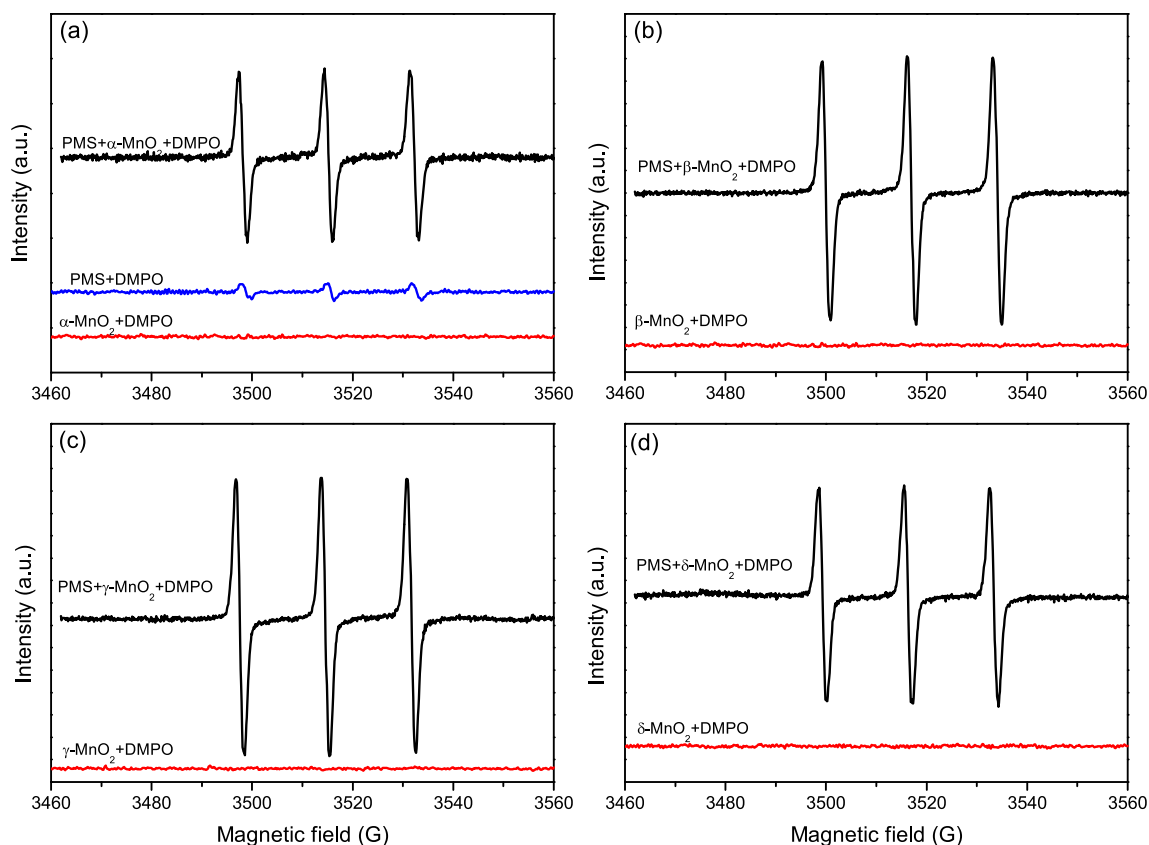 (a)
Intensity (a.u.)
PMS+α-MnO₂+DMPO
PMS+DMPO
α-MnO₂+DMPO
3460 3480 3500 3520 3540 3560
(b)
Intensity (a.u.)
PMS+β-MnO₂+DMPO
β-MnO₂+DMPO
3460 3480 3500 3520 3540 3560
(c)
Intensity (a.u.)
PMS+γ-MnO₂+DMPO
γ-MnO₂+DMPO
3460 3480 3500 3520 3540 3560
Magnetic field (G)
(d)
Intensity (a.u.)
PMS+δ-MnO₂+DMPO
δ-MnO₂+DMPO
3460 3480 3500 3520 3540 3560
Magnetic field (G)